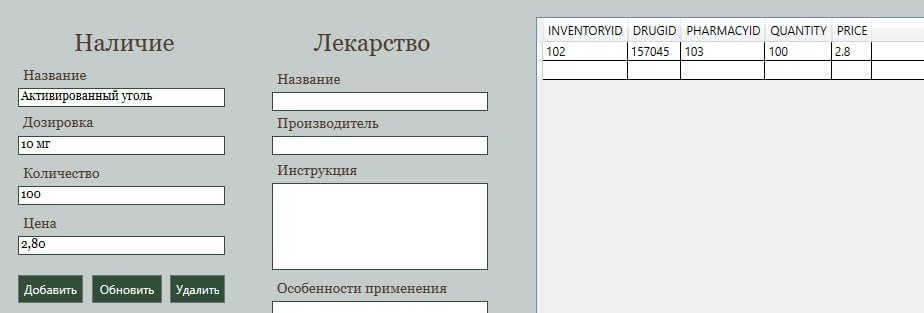 Наличие
Название
Активированный уголь
Дозировка
10 мг
Количество
100
Цена
2,80
Добавить Обновить Удалить
Лекарство
Название
Производитель
Инструкция
Особенности применения
INVENTORYID DRUGID PHARMACYID QUANTITY PRICE
102 157045 103 100 2.8